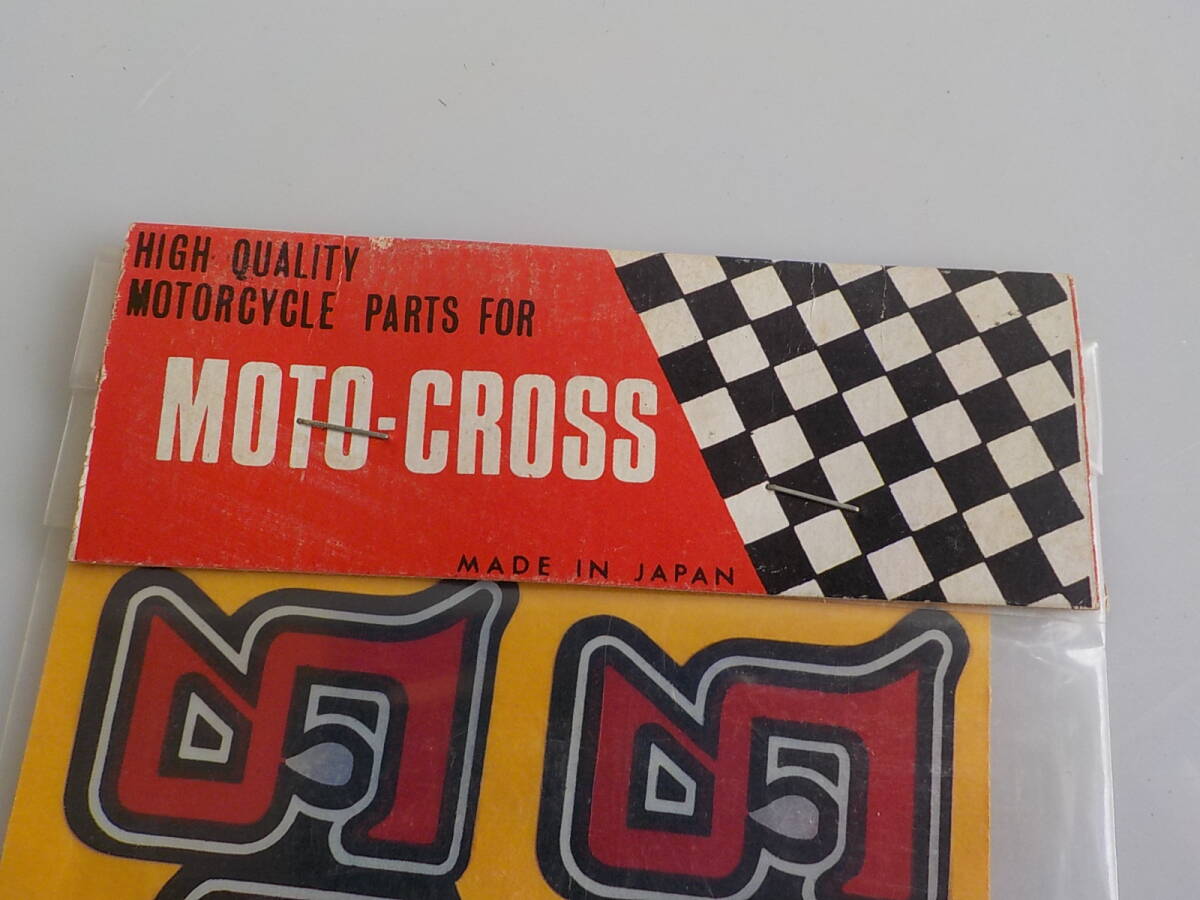 HIGH QUALITY
MOTORCYCLE PARTS FOR
MOTO-CROSS
MADE IN JAPAN